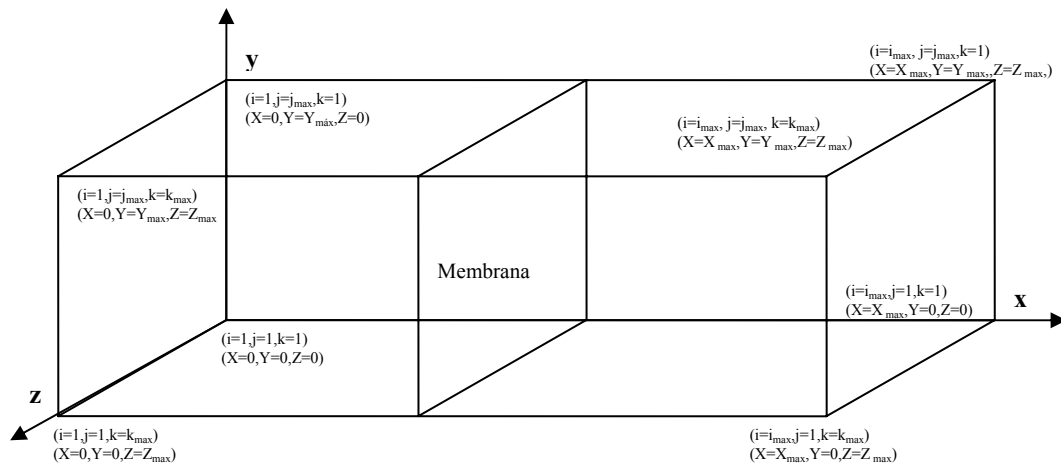 y
(i=imax, j=jmax,k=1)
(X=X max,Y=Y max,,Z=Z max,)
(i=1,j=jmax,k=1)
(X=0,Y=Ymáx,Z=0)
(i=imax, j=jmax, k=kmax)
(X=X max,Y=Y max,Z=Z max)
(i=1,j=jmax,k=kmax)
(X=0,Y=Ymax,Z=Zmax
Membrana
(i=imax,j=1,k=1)
(X=X max,Y=0,Z=0)
x
(i=1,j=1,k=1)
(X=0,Y=0,Z=0)
z
(i=1,j=1,k=kmax)
(X=0,Y=0,Z=Zmax)
(i=imax,j=1,k=kmax)
(X=Xmax,Y=0,Z=Z max)